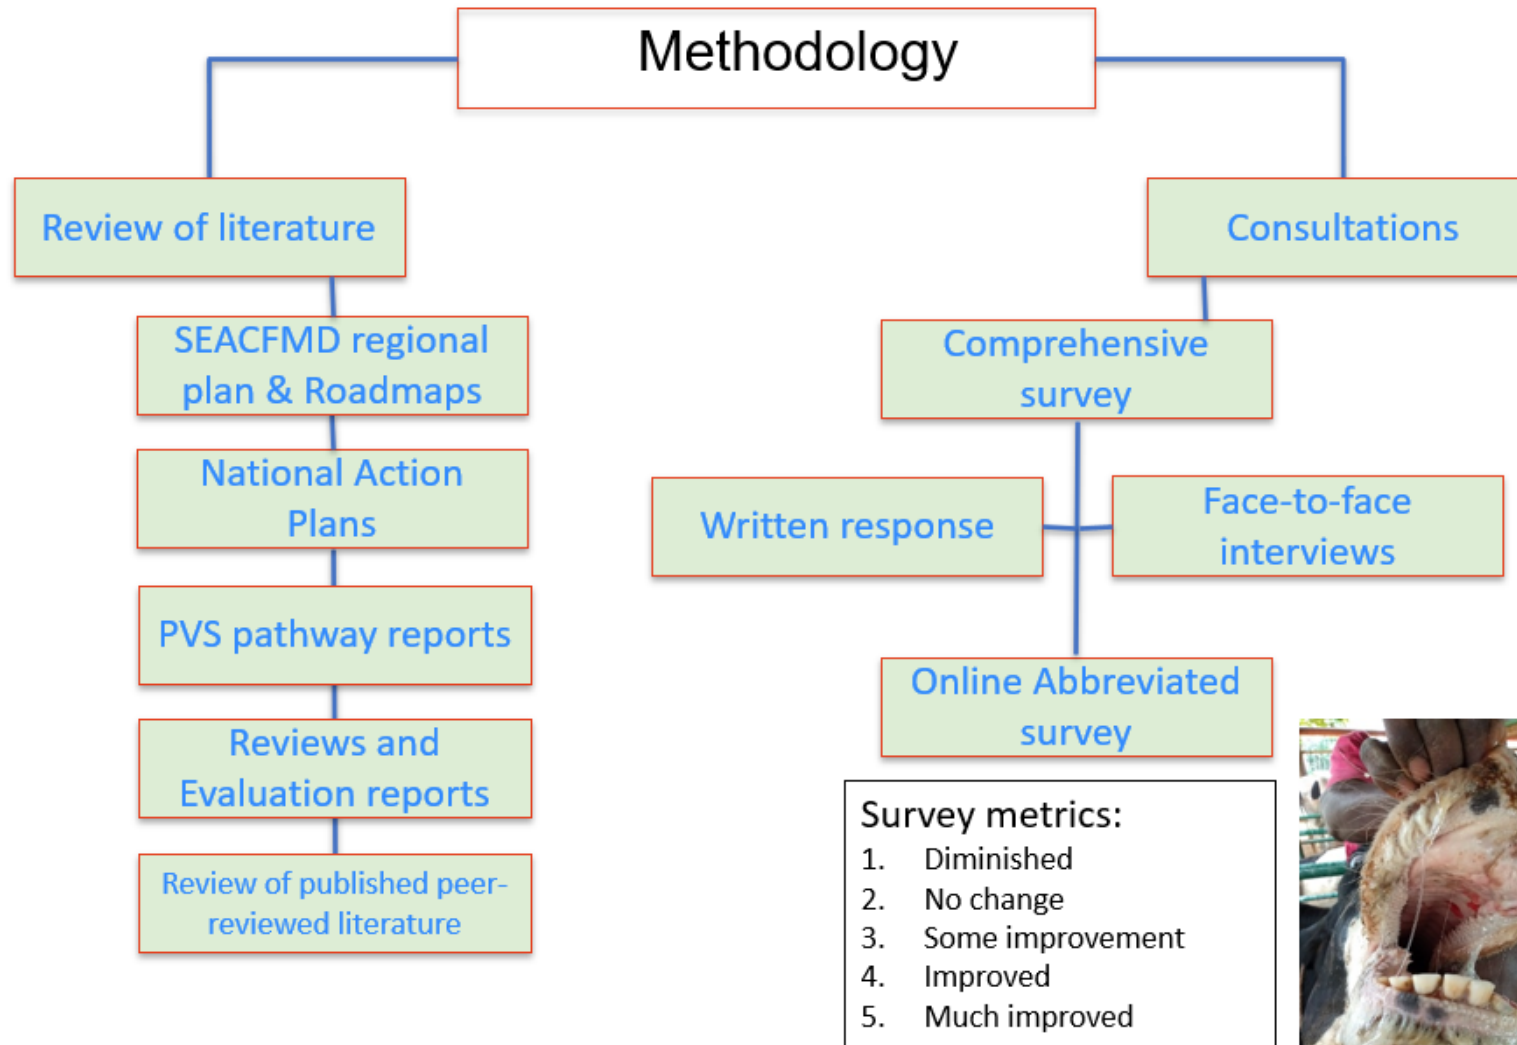 Methodology
Review of literature
SEACFMD regional
plan & Roadmaps
National Action
Plans
PVS pathway reports
Reviews and
Evaluation reports
Review of published peer-
reviewed literature
Consultations
Comprehensive
survey
Written response
Face-to-face
interviews
Online Abbreviated
survey
Survey metrics:
1. Diminished
2. No change
3. Some improvement
4. Improved
5. Much improved